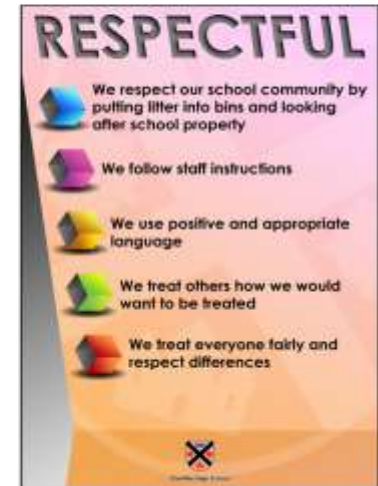 RESPECTFUL
We respect our school community by
putting litter into bins and looking
after school property
We follow staff instructions
We use positive and appropriate
language
We treat others how we would
want to be treated
We treat everyone fairly and
respect differences